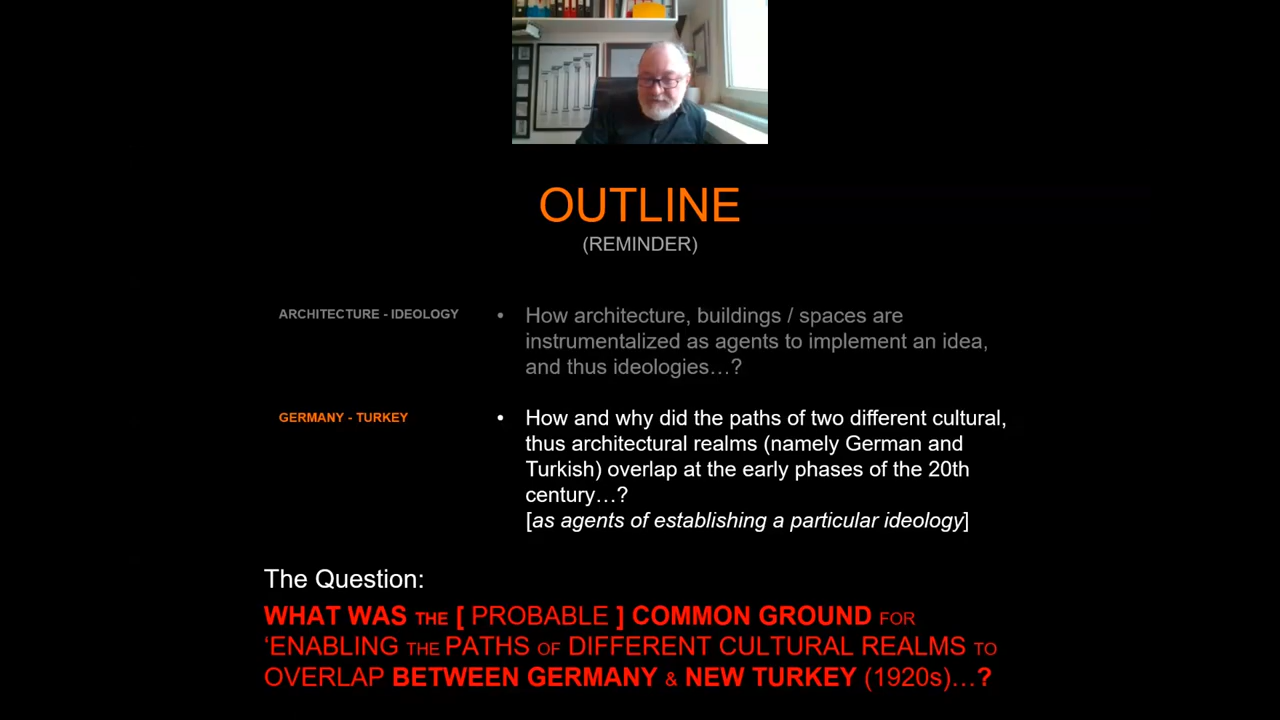 OUTLINE
(REMINDER)
ARCHITECTURE - IDEOLOGY
• How architecture, buildings / spaces are
instrumentalized as agents to implement an idea,
and thus ideologies…?
GERMANY - TURKEY
• How and why did the paths of two different cultural,
thus architectural realms (namely German and
Turkish) overlap at the early phases of the 20th
century…?
[as agents of establishing a particular ideology]
The Question:
WHAT WAS THE [ PROBABLE ] COMMON GROUND FOR
‘ENABLING THE PATHS OF DIFFERENT CULTURAL REALMS TO
OVERLAP BETWEEN GERMANY & NEW TURKEY (1920s)…?